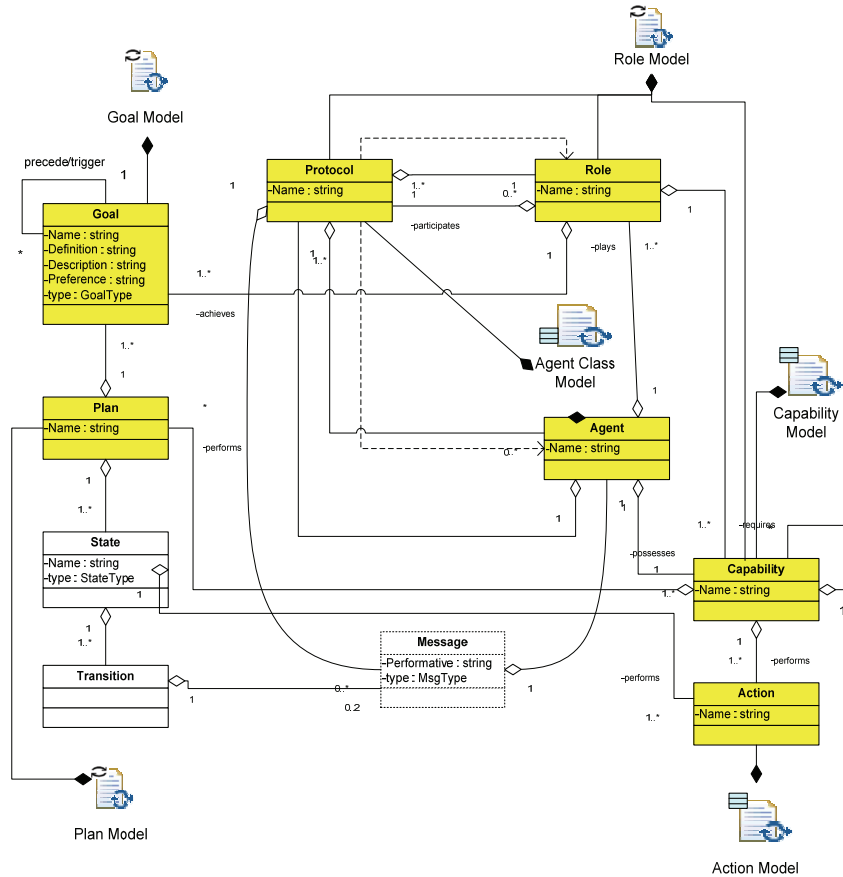 Role Model
Goal Model
precede/trigger
1
1
Protocol
-Name : string
1..*
1
1
0..*
Role
-Name : string
1
Goal
-Name : string
-Definition : string
-Description : string
-Preference : string
-type : GoalType
*
-participates
1
1..*
1
-plays
1..*
1..*
-achieves
Agent Class
Model
1..*
1
Capability
Model
Plan
-Name : string
*
-performs
1
Agent
-Name : string
0..*
1
1..*
1
1
1
1..*
-requires
*
State
-Name : string
-type : StateType
1
-possesses
1
1..*
Capability
-Name : string
1
1
1..*
Message
-Performative : string
-type : MsgType
1
1..*
-performs
Transition
1
0..*
0..2
1
-performs
1..*
Action
-Name : string
Plan Model
Action Model